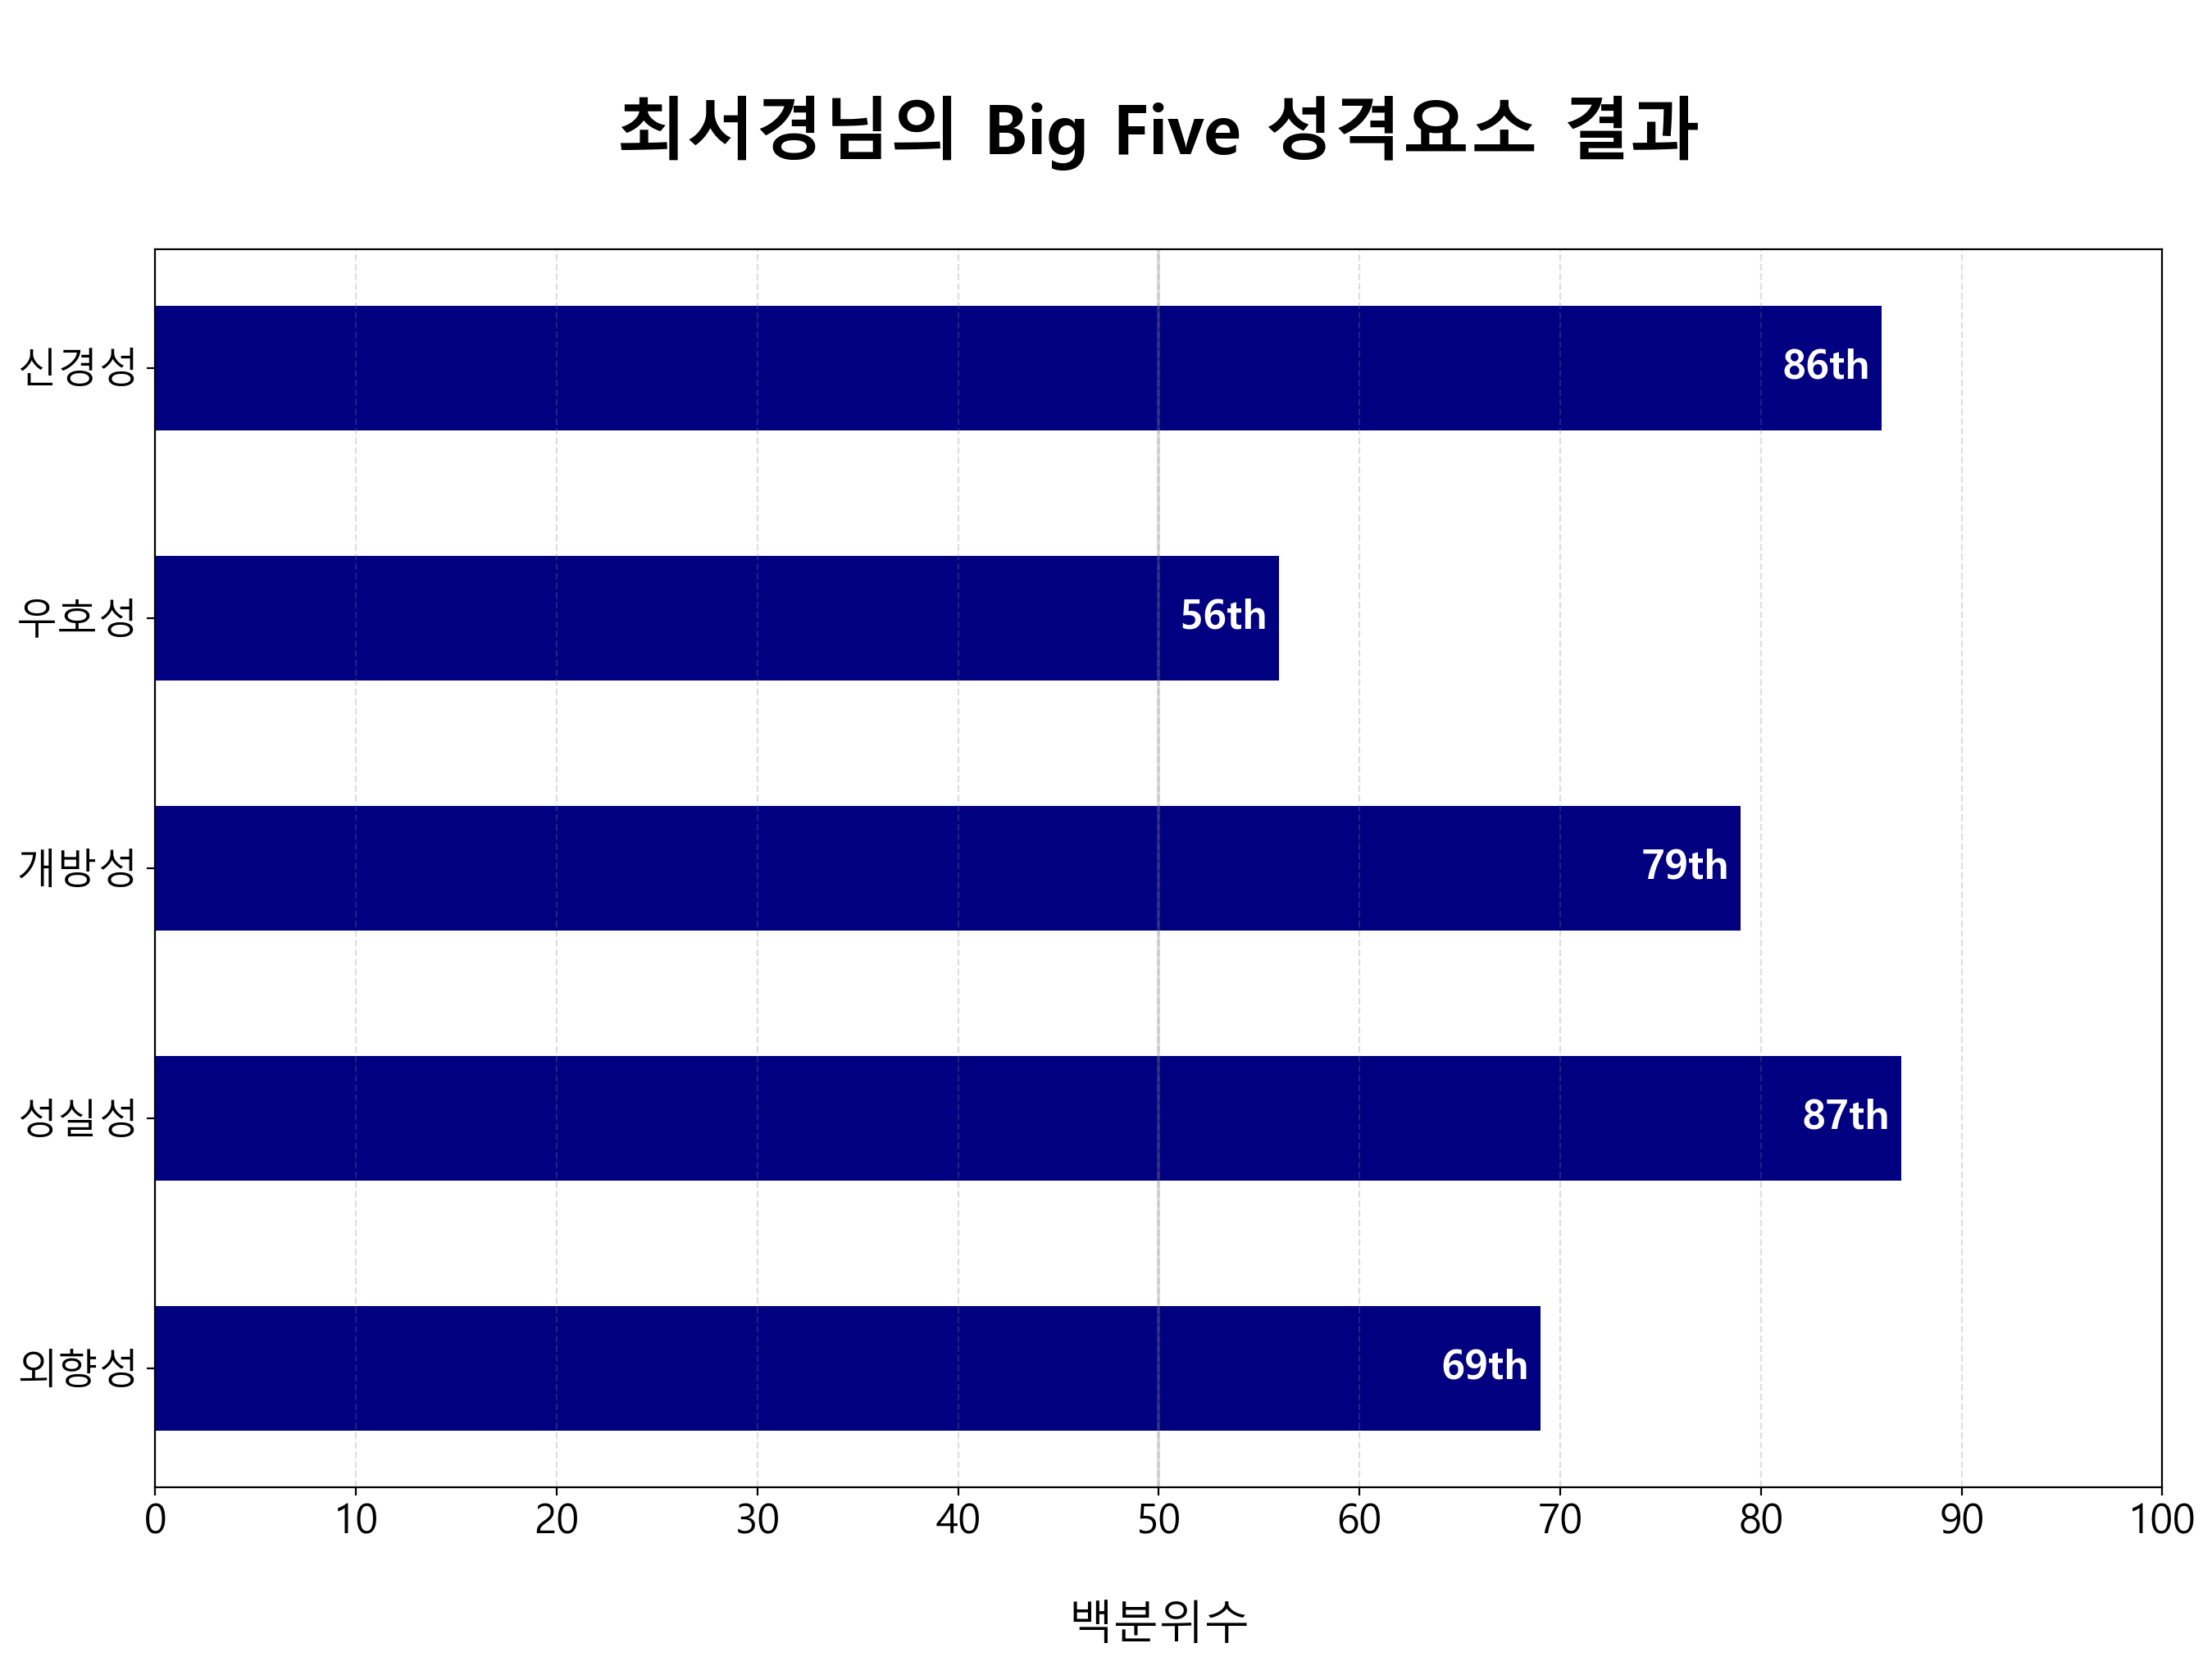 최서경님의 Big Five 성격요소 결과
신경성 86th
우호성 56th
개방성 79th
성실성 87th
외향성 69th
0 10 20 30 40 50 60 70 80 90 100
백분위수